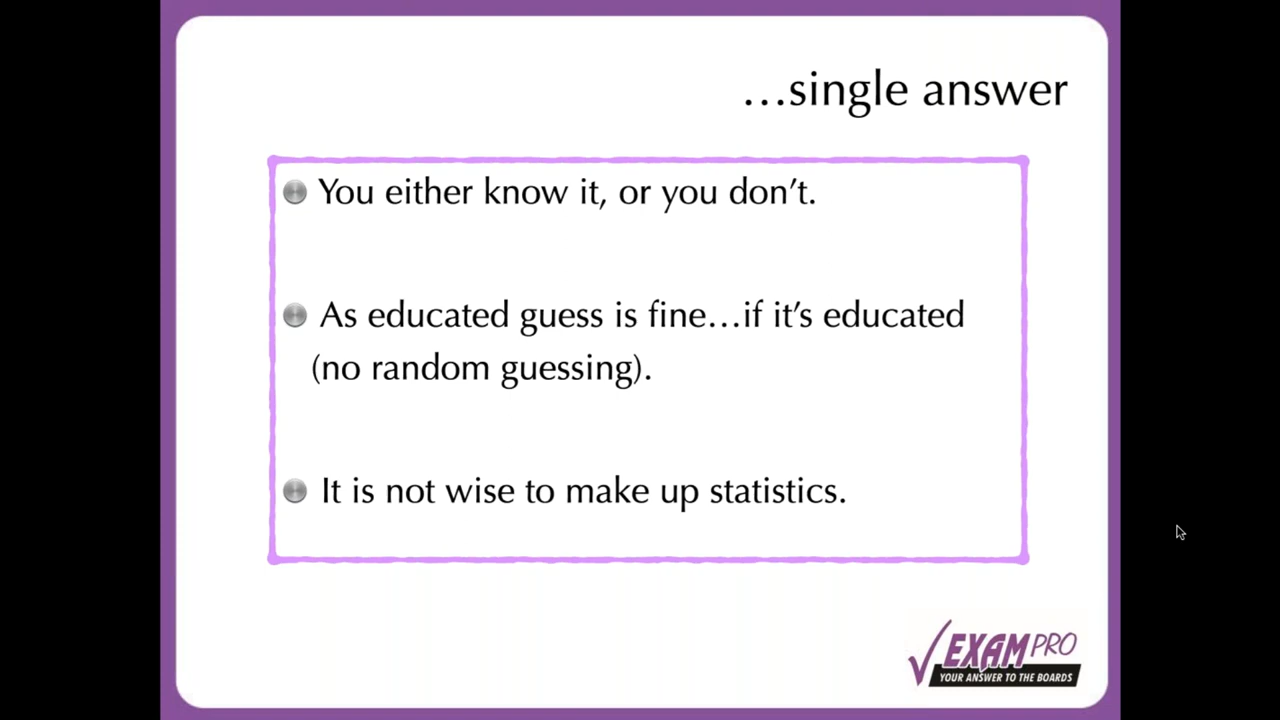 …single answer
You either know it, or you don’t.
As educated guess is fine…if it’s educated
(no random guessing).
It is not wise to make up statistics.
EXAM PRO
YOUR ANSWER TO THE BOARDS